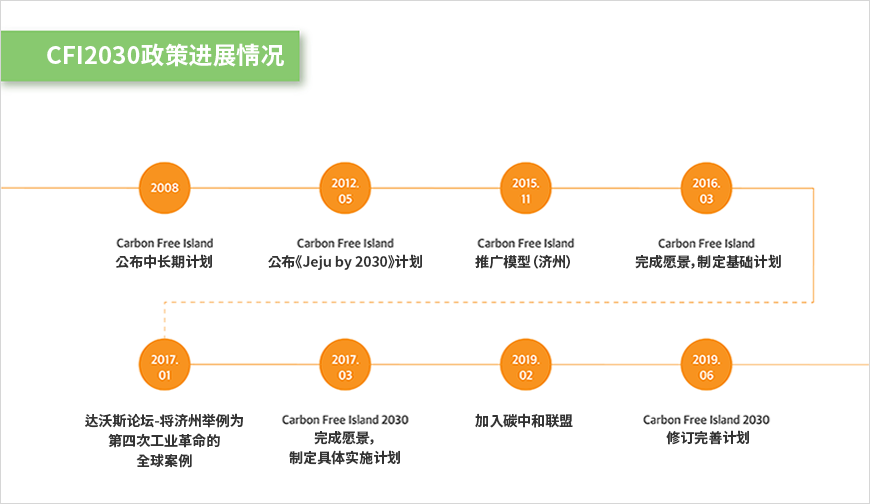 CFI2030政策进展情况
2008
Carbon Free Island
公布中长期计划
2012.
05
Carbon Free Island
公布《Jeju by 2030》计划
2015.
11
Carbon Free Island
推广模型（济州）
2016.
03
Carbon Free Island
完成愿景，制定基础计划
2017.
01
达沃斯论坛-将济州举例为
第四次工业革命的
全球案例
2017.
03
Carbon Free Island 2030
完成愿景，
制定具体实施计划
2019.
02
加入碳中和联盟
2019.
06
Carbon Free Island 2030
修订完善计划